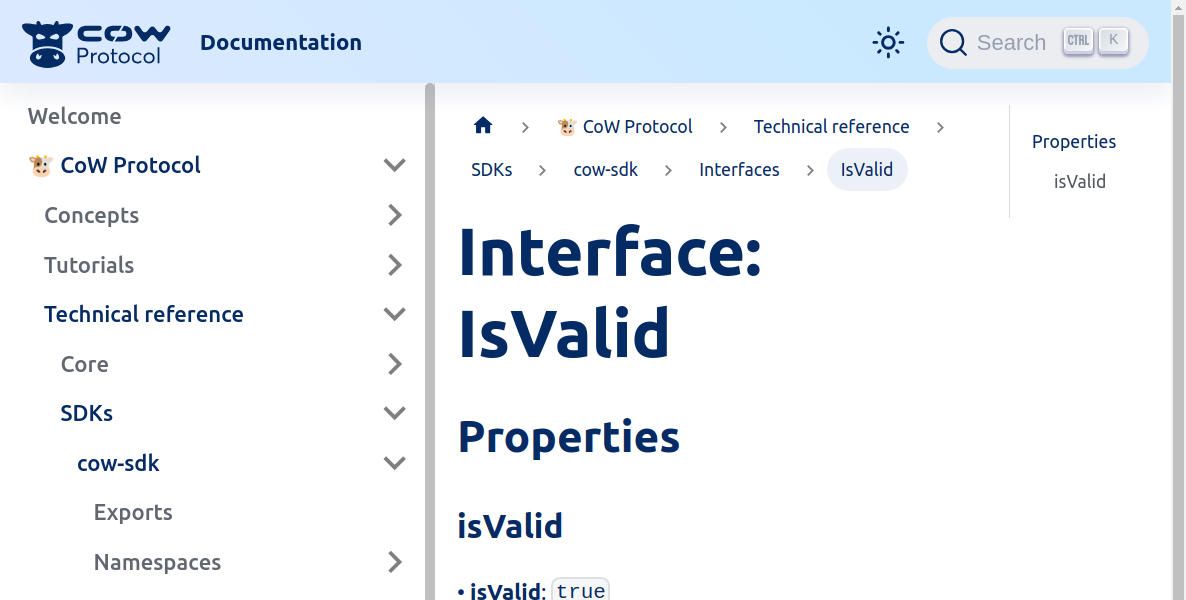 COW Protocol
Documentation
Search CTRL K
Welcome
CoW Protocol
Concepts
Tutorials
Technical reference
Core
SDKs
cow-sdk
Exports
Namespaces
CoW Protocol
Technical reference
SDKs
cow-sdk
Interfaces
IsValid
Interface:
IsValid
Properties
isValid
• isValid: true
Properties
isValid